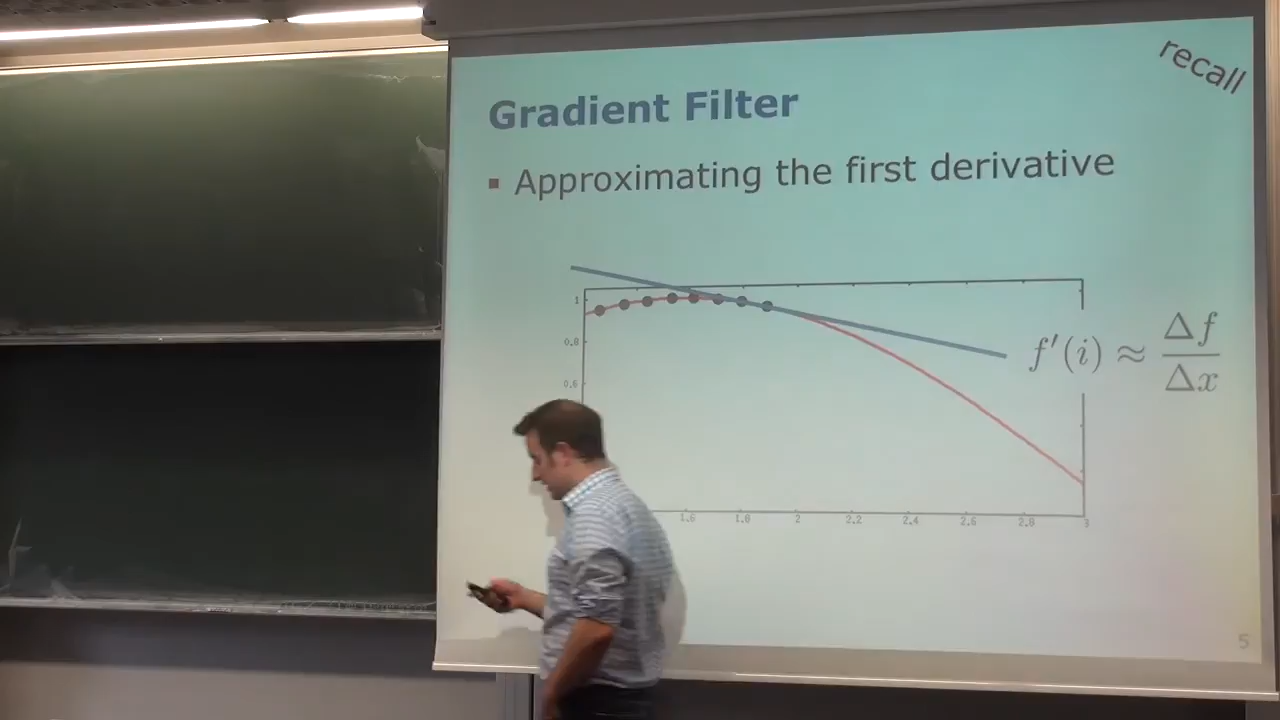 recall
Gradient Filter
Approximating the first derivative
1
0.8
0.6
f′(i) ≈ Δf/Δx
1.6 1.8 2 2.2 2.4 2.6 2.8 3
5